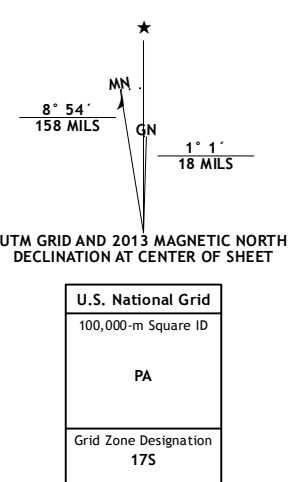 MN
8° 54´
158 MILS
GN
1° 1´
18 MILS
UTM GRID AND 2013 MAGNETIC NORTH
DECLINATION AT CENTER OF SHEET
U.S. National Grid
100,000-m Square ID
PA
Grid Zone Designation
17S